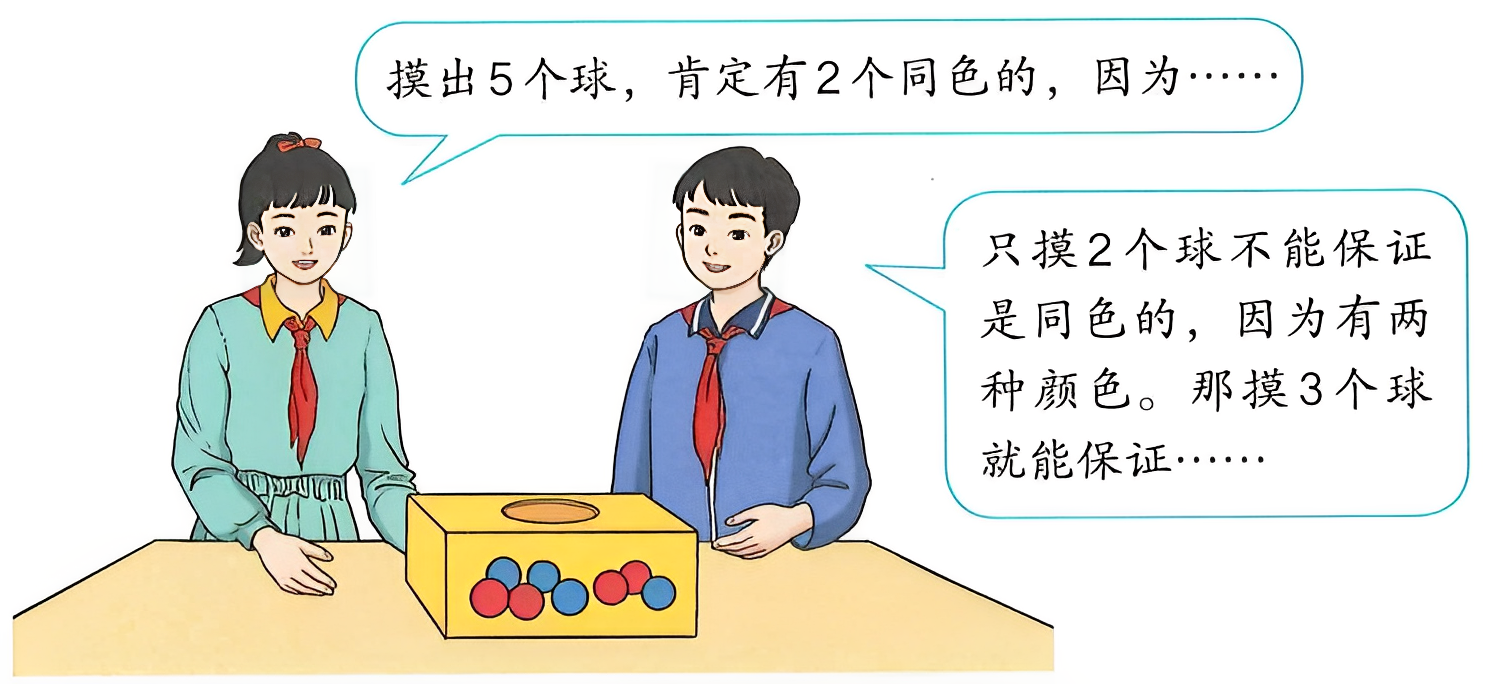 摸出5个球，肯定有2个同色的，因为……
只摸2个球不能保证
是同色的，因为有两
种颜色。那摸3个球
就能保证……